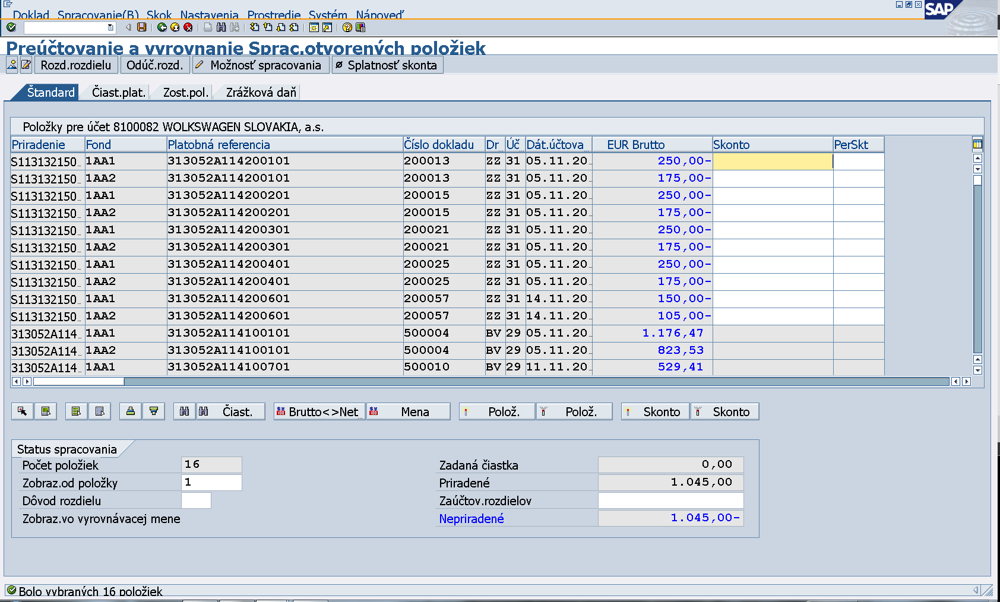 Doklad Spracovanie(B) Skok Nastavenia Prostredie Systém Nápoveď
SAP
Preúčtovanie a vyrovnanie Sprac.otvorených položiek
Rozd.rozdielu Odúč.rozd. Možnosť spracovania Splatnosť skonta
Štandard Čiast.plat. Zost.pol. Zrážková daň
Položky pre účet 8100082 WOLKSWAGEN SLOVAKIA, a.s.
Priradenie Fond Platobná referencia Číslo dokladu Dr Úč Dát.účtova EUR Brutto Skonto PerSkt
S113132150 1AA1 313052A114200101 200013 ZZ 31 05.11.20 250,00-
S113132150 1AA2 313052A114200101 200013 ZZ 31 05.11.20 175,00-
S113132150 1AA1 313052A114200201 200015 ZZ 31 05.11.20 250,00-
S113132150 1AA2 313052A114200201 200015 ZZ 31 05.11.20 175,00-
S113132150 1AA1 313052A114200301 200021 ZZ 31 05.11.20 250,00-
S113132150 1AA2 313052A114200301 200021 ZZ 31 05.11.20 175,00-
S113132150 1AA1 313052A114200401 200025 ZZ 31 05.11.20 250,00-
S113132150 1AA2 313052A114200401 200025 ZZ 31 05.11.20 175,00-
S113132150 1AA1 313052A114200601 200057 ZZ 31 14.11.20 150,00-
S113132150 1AA2 313052A114200601 200057 ZZ 31 14.11.20 105,00-
313052A114 1AA1 313052A114100101 500004 BV 29 05.11.20 1.176,47
313052A114 1AA2 313052A114100101 500004 BV 29 05.11.20 823,53
313052A114 1AA1 313052A114100701 500010 BV 29 11.11.20 529,41
Čiast. Brutto<>Net Mena Polož. Polož. Skonto Skonto
Status spracovania
Počet položiek 16 Zadaná čiastka 0,00
Zobraz.od položky 1 Priradené 1.045,00
Dôvod rozdielu Zaúčtov.rozdielov
Zobraz.vo vyrovnávacej mene Nepriradené 1.045,00-
Bolo vybraných 16 položiek